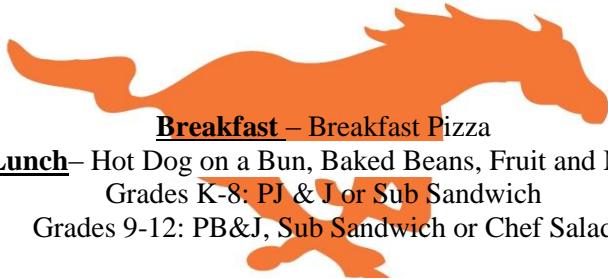 Breakfast – Breakfast Pizza
Lunch– Hot Dog on a Bun, Baked Beans, Fruit and
Grades K-8: PJ & J or Sub Sandwich
Grades 9-12: PB&J, Sub Sandwich or Chef Salad